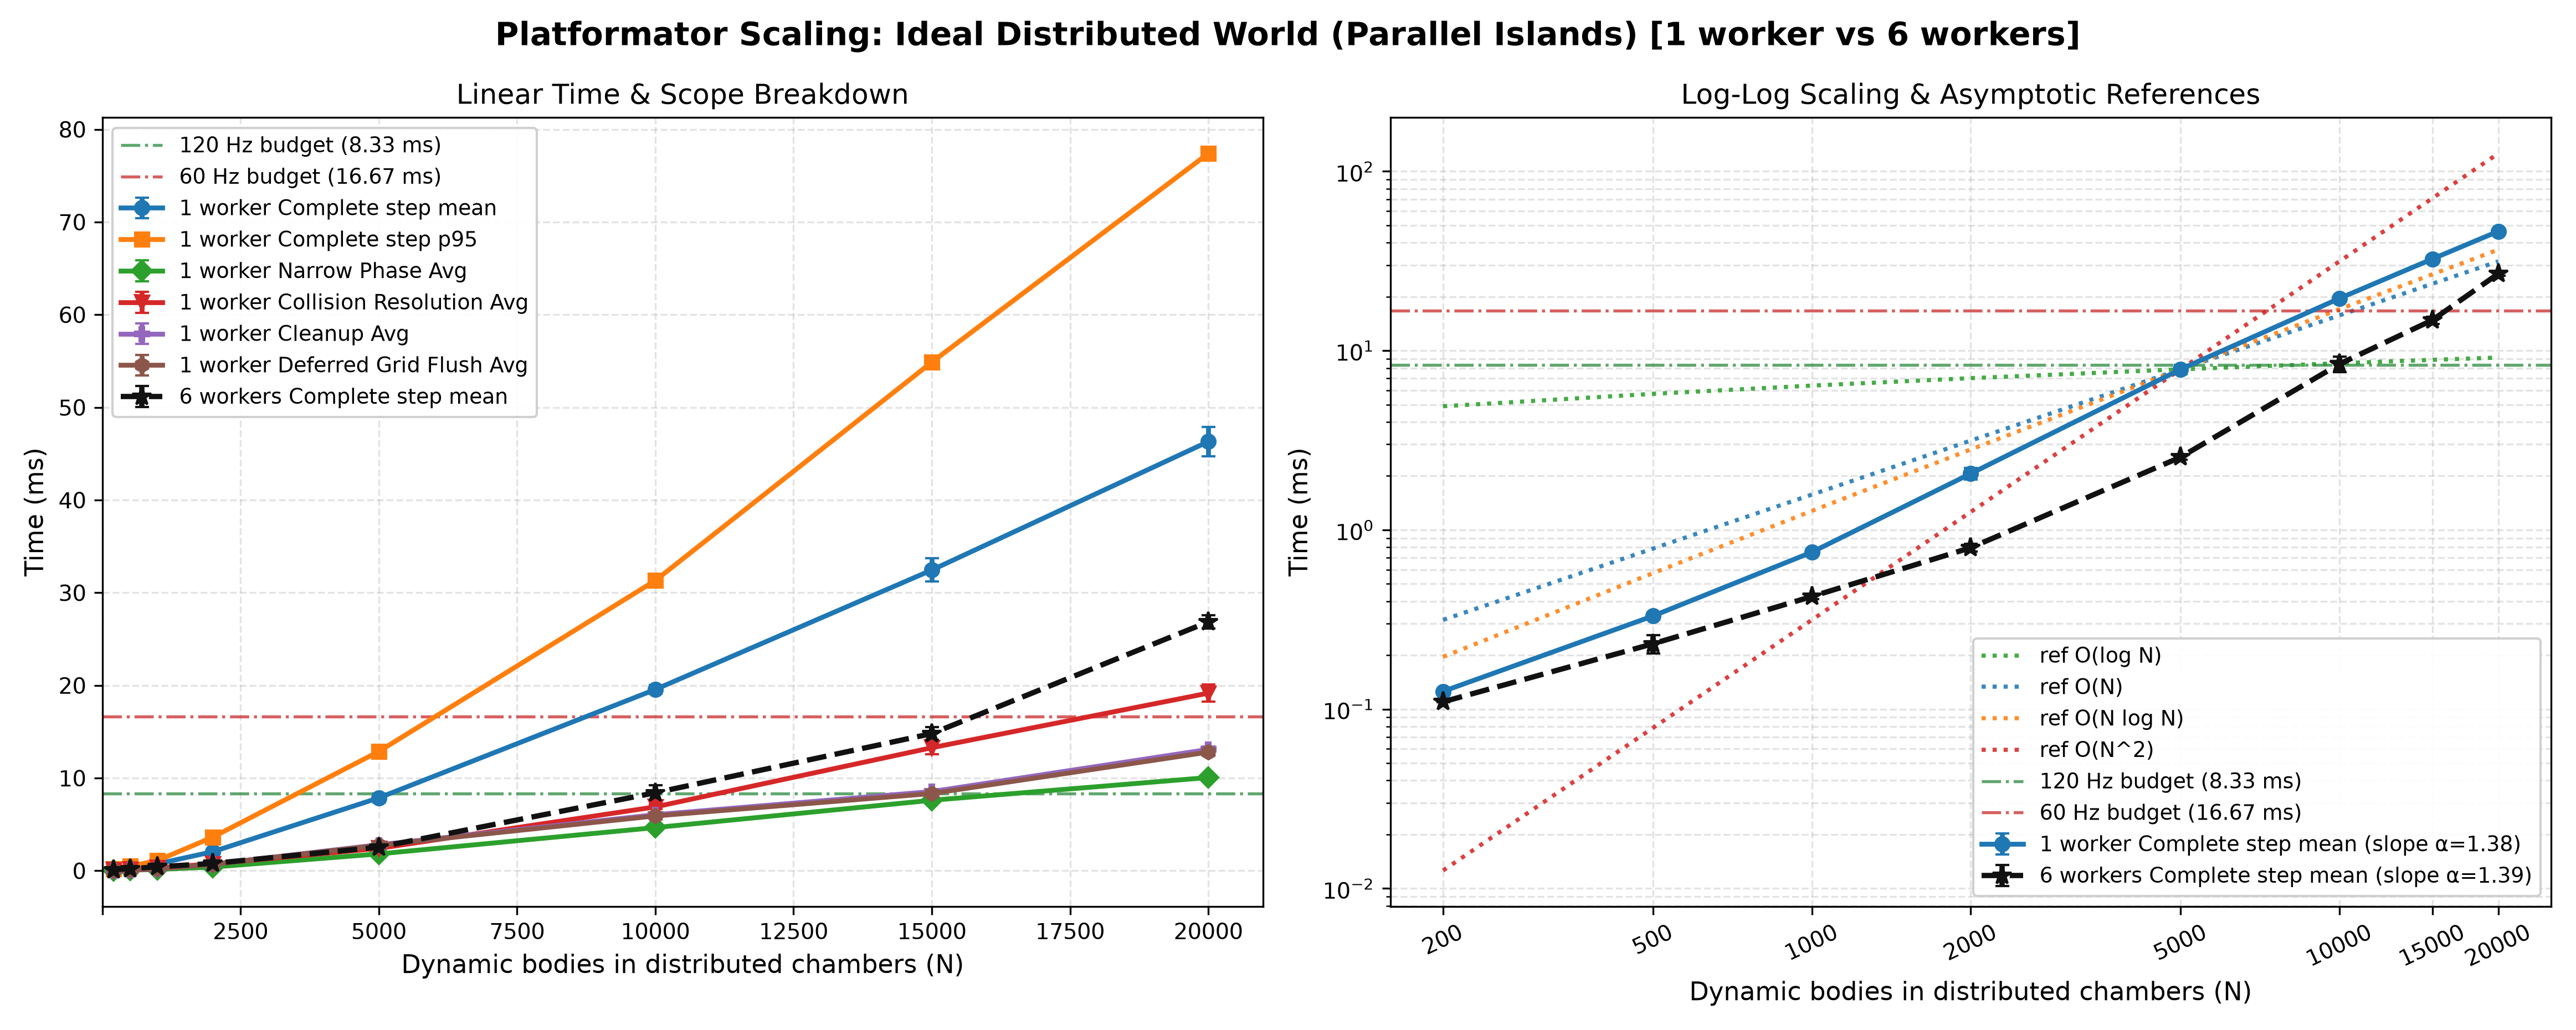 Platformator Scaling: Ideal Distributed World (Parallel Islands) [1 worker vs 6 workers]
Linear Time & Scope Breakdown
80
70
60
50
40
30
20
10
0
Time (ms)
120 Hz budget (8.33 ms)
60 Hz budget (16.67 ms)
1 worker Complete step mean
1 worker Complete step p95
1 worker Narrow Phase Avg
1 worker Collision Resolution Avg
1 worker Cleanup Avg
1 worker Deferred Grid Flush Avg
6 workers Complete step mean
2500 5000 7500 10000 12500 15000 17500 20000
Dynamic bodies in distributed chambers (N)
Log-Log Scaling & Asymptotic References
10²
10¹
10⁰
10⁻¹
10⁻²
Time (ms)
ref O(log N)
ref O(N)
ref O(N log N)
ref O(N^2)
120 Hz budget (8.33 ms)
60 Hz budget (16.67 ms)
1 worker Complete step mean (slope α=1.38)
6 workers Complete step mean (slope α=1.39)
200 500 1000 2000 5000 10000 15000 20000
Dynamic bodies in distributed chambers (N)